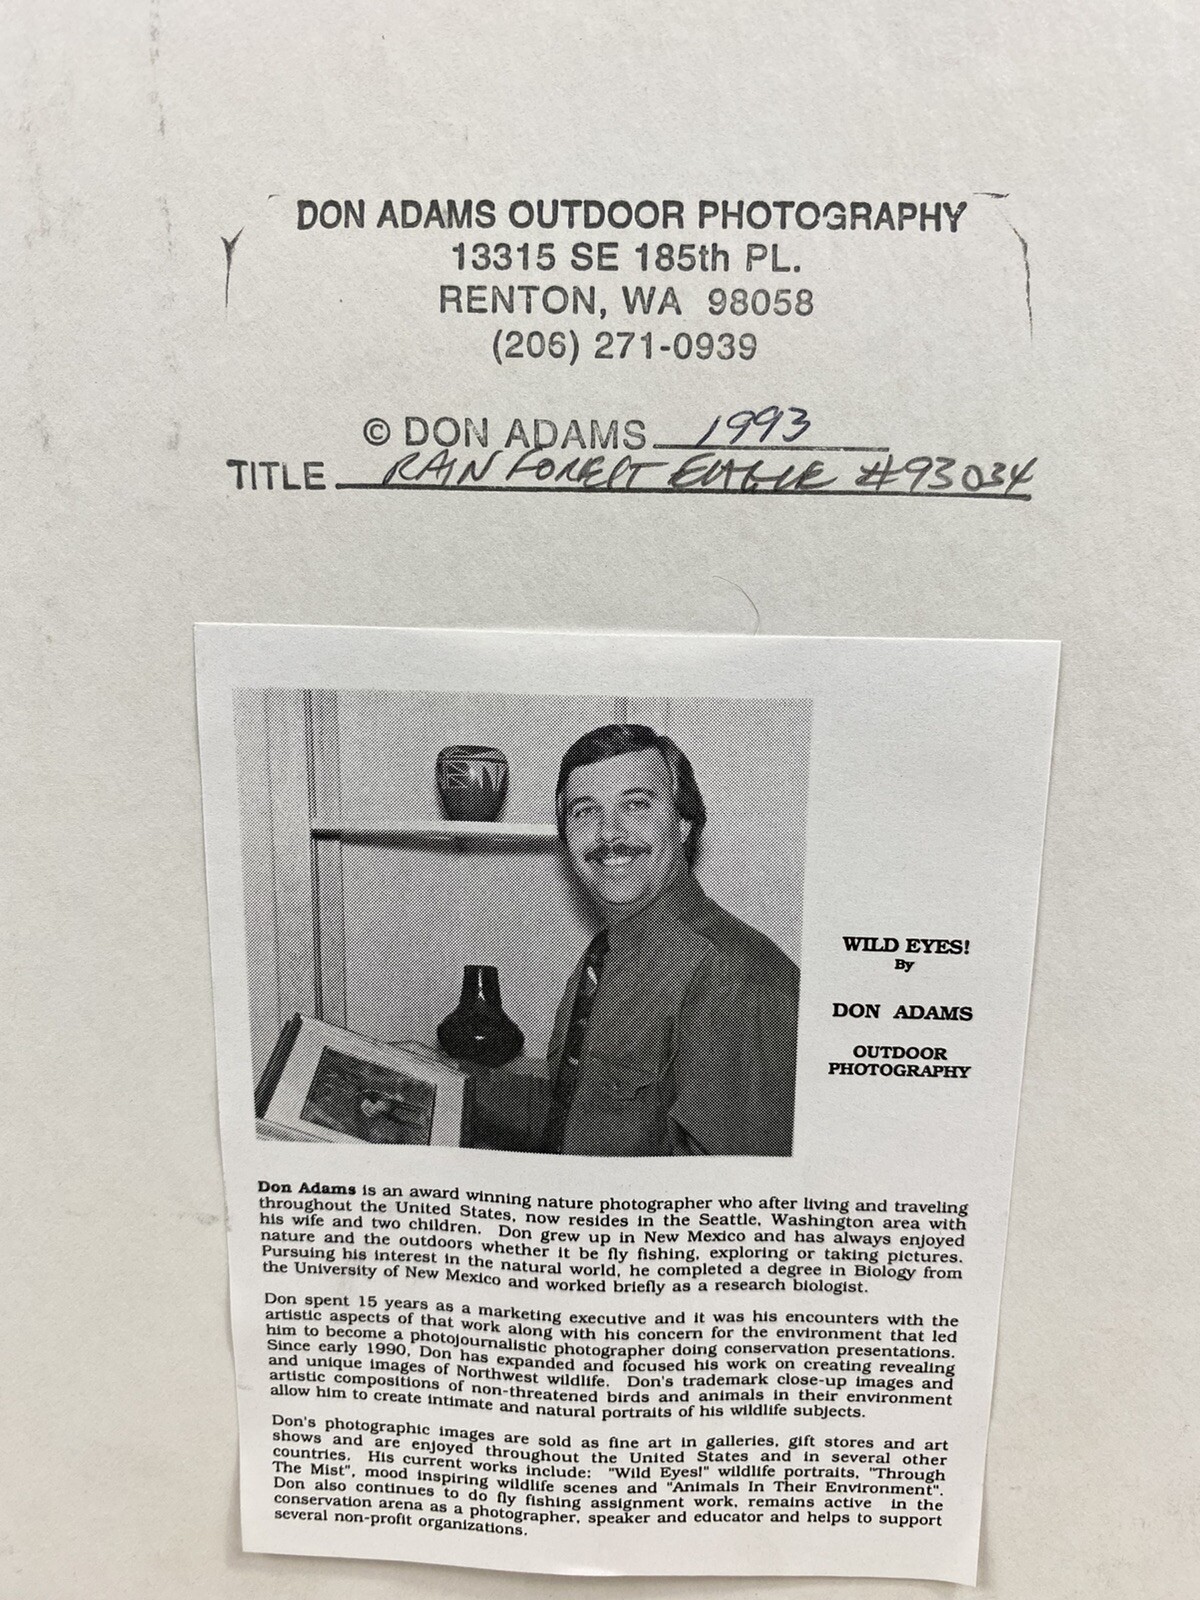 DON ADAMS OUTDOOR PHOTOGRAPHY
13315 SE 185th PL.
RENTON, WA 98058
(206) 271-0939
© DON ADAMS 1993
TITLE RAIN FOREST EAGLE #93034
WILD EYES!
By
DON ADAMS
OUTDOOR
PHOTOGRAPHY
Don Adams is an award winning nature photographer who after living and traveling
throughout the United States, now resides in the Seattle, Washington area with
his wife and two children. Don grew up in New Mexico and has always enjoyed
nature and the outdoors whether it be fly fishing, exploring or taking pictures.
Pursuing his interest in the natural world, he completed a degree in Biology from
the University of New Mexico and worked briefly as a research biologist.
Don spent 15 years as a marketing executive and it was his encounters with the
artistic aspects of that work along with his concern for the environment that led
him to become a photojournalistic photographer doing conservation presentations.
Since early 1990, Don has expanded and focused his work on creating revealing
and unique images of Northwest wildlife. Don's trademark close-up images and
artistic compositions of non-threatened birds and animals in their environment
allow him to create intimate and natural portraits of his wildlife subjects.
Don's photographic images are sold as fine art in galleries, gift stores and art
shows and are enjoyed throughout the United States and in several other
countries. His current works include: "Wild Eyes!" wildlife portraits, "Through
The Mist", mood inspiring wildlife scenes and "Animals In Their Environment".
Don also continues to do fly fishing assignment work, remains active in the
conservation arena as a photographer, speaker and educator and helps to support
several non-profit organizations.